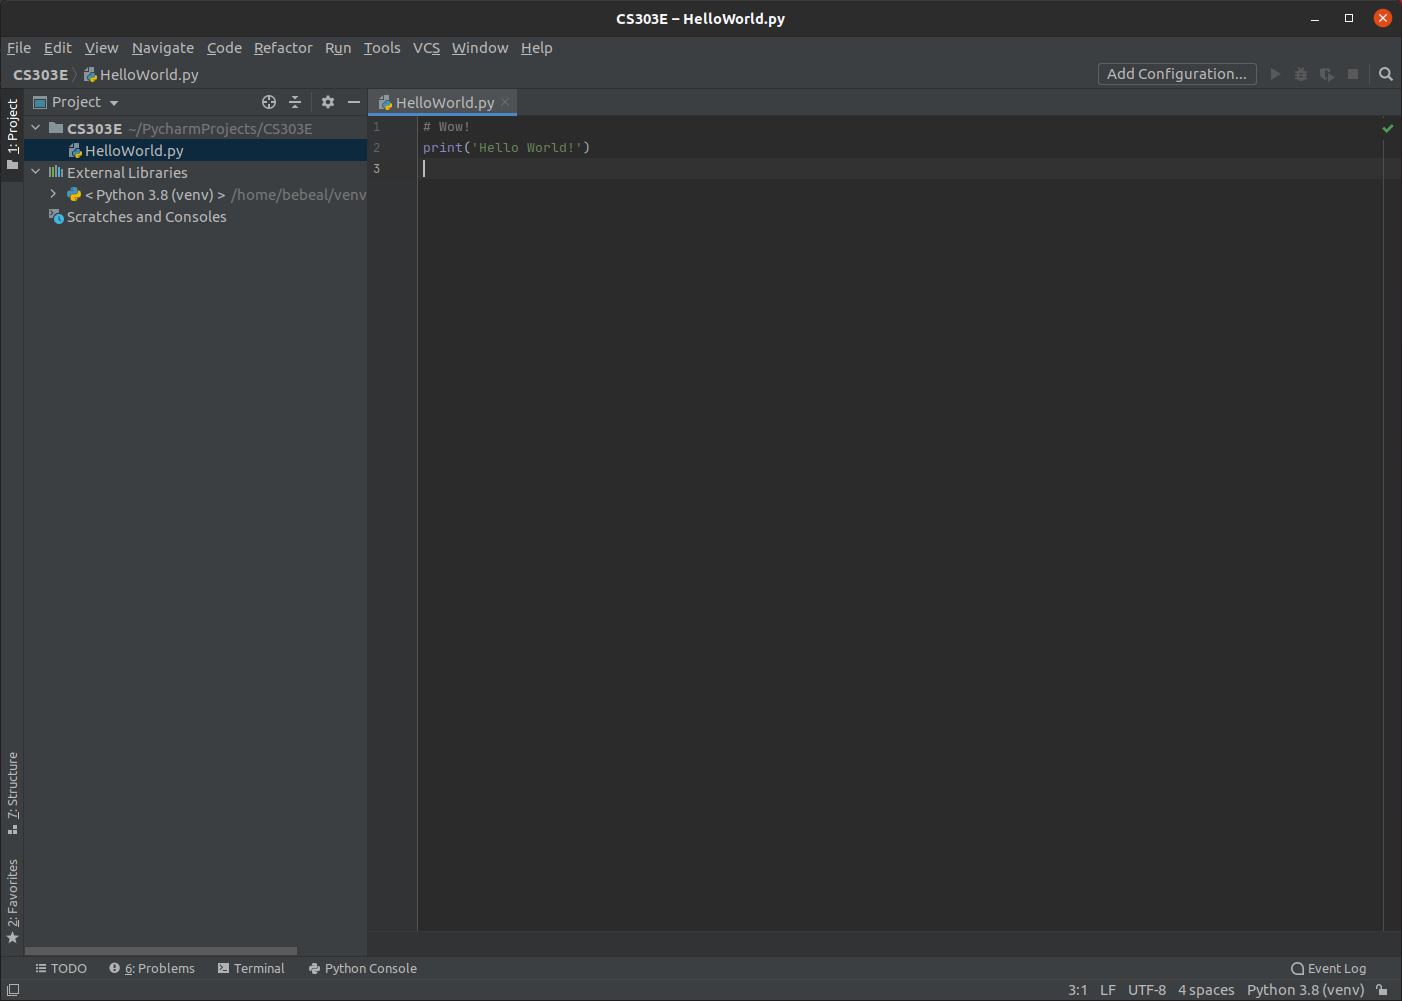 CS303E – HelloWorld.py
File Edit View Navigate Code Refactor Run Tools VCS Window Help
CS303E HelloWorld.py Add Configuration...
1: Project
Project
HelloWorld.py
CS303E ~/PycharmProjects/CS303E
HelloWorld.py
External Libraries
< Python 3.8 (venv) > /home/bebeal/venv
Scratches and Consoles
1 # Wow!
2 print('Hello World!')
3
7: Structure
2: Favorites
TODO 6: Problems Terminal Python Console Event Log
3:1 LF UTF-8 4 spaces Python 3.8 (venv)